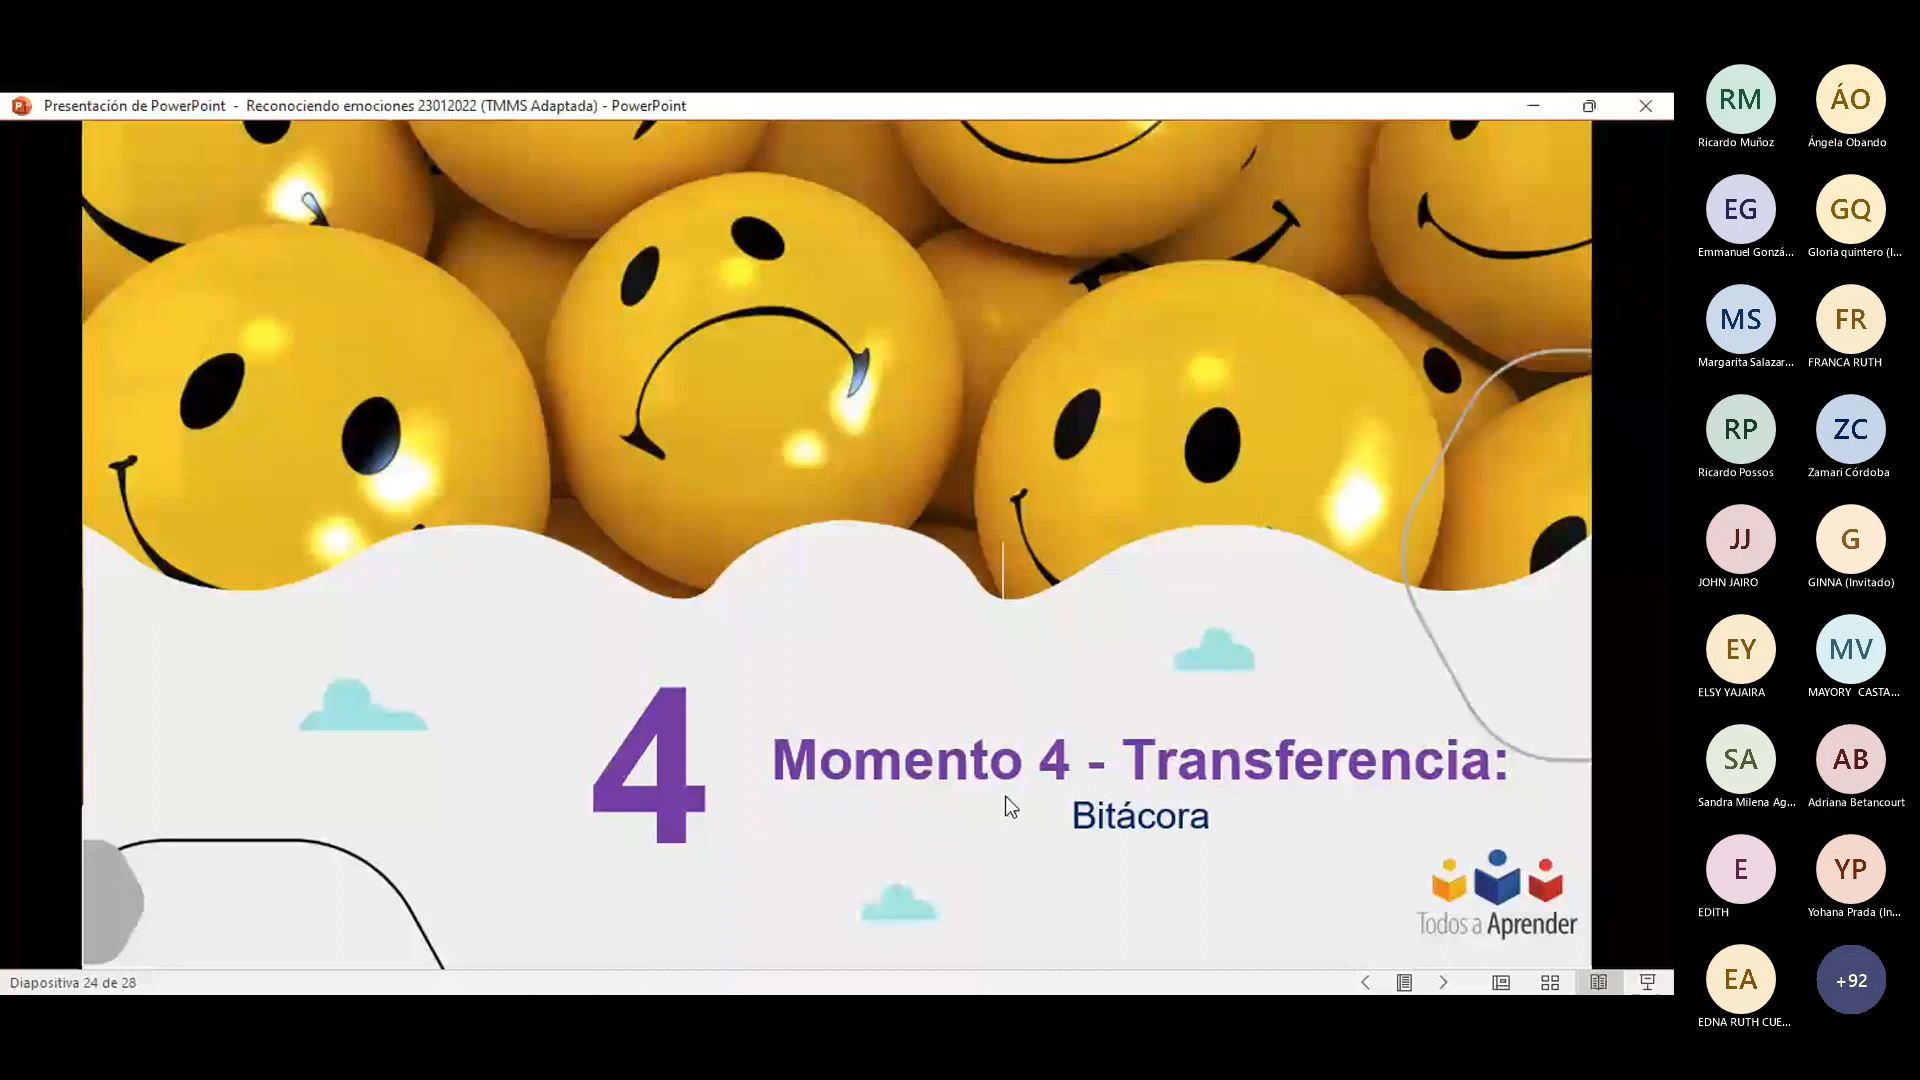 Presentación de PowerPoint - Reconociendo emociones 23012022 (TMMS Adaptada) - PowerPoint
4
Momento 4 - Transferencia:
Bitácora
Todos a Aprender
Diapositiva 24 de 28
RM
Ricardo Muñoz
ÁO
Ángela Obando
EG
Emmanuel Gonzá...
GQ
Gloria quintero (I...
MS
Margarita Salazar...
FR
FRANCA RUTH
RP
Ricardo Possos
ZC
Zamari Córdoba
JJ
JOHN JAIRO
G
GINNA (Invitado)
EY
ELSY YAJAIRA
MV
MAYORY CASTA...
SA
Sandra Milena Ag...
AB
Adriana Betancourt
E
EDITH
YP
Yohana Prada (In...
EA
EDNA RUTH CUE...
+92